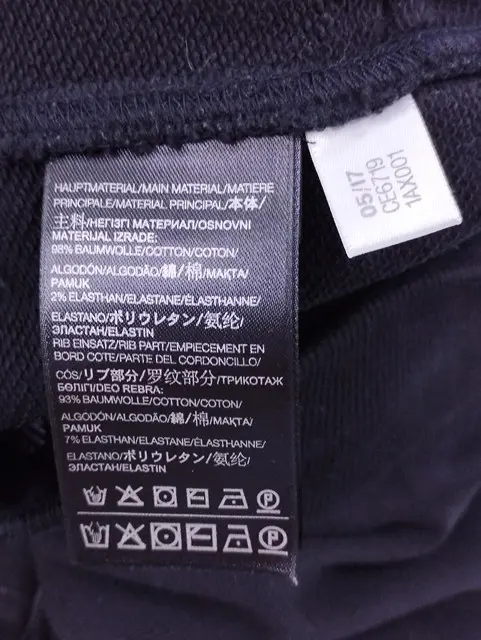 HAUPTMATERIAL/MAIN MATERIAL/MATIERE
PRINCIPALE/MATERIAL PRINCIPAL/本体/
主料/НЕГІЗГІ МАТЕРИАЛ/OSNOVNI
MATERIJAL IZRADE:
98% BAUMWOLLE/COTTON/COTON/
ALGODÓN/ALGODÃO/綿/棉/МАҚТА/
PAMUK
2% ELASTHAN/ELASTANE/ÉLASTHANNE/
ELASTANO/ポリウレタン/氨纶/
ЭЛАСТАН/ELASTIN
RIB EINSATZ/RIB PART/EMPIECEMENT EN
BORD COTE/PARTE DEL CORDONCILLO/
CÓS/リブ部分/罗纹部分/ТРИКОТАЖ
БӨЛІГІ/DEO REBRA:
93% BAUMWOLLE/COTTON/COTON/
ALGODÓN/ALGODÃO/綿/棉/МАҚТА/
PAMUK
7% ELASTHAN/ELASTANE/ÉLASTHANNE/
ELASTANO/ポリウレタン/氨纶/
ЭЛАСТАН/ELASTIN
P
P
05/17
CE6719
1AX001